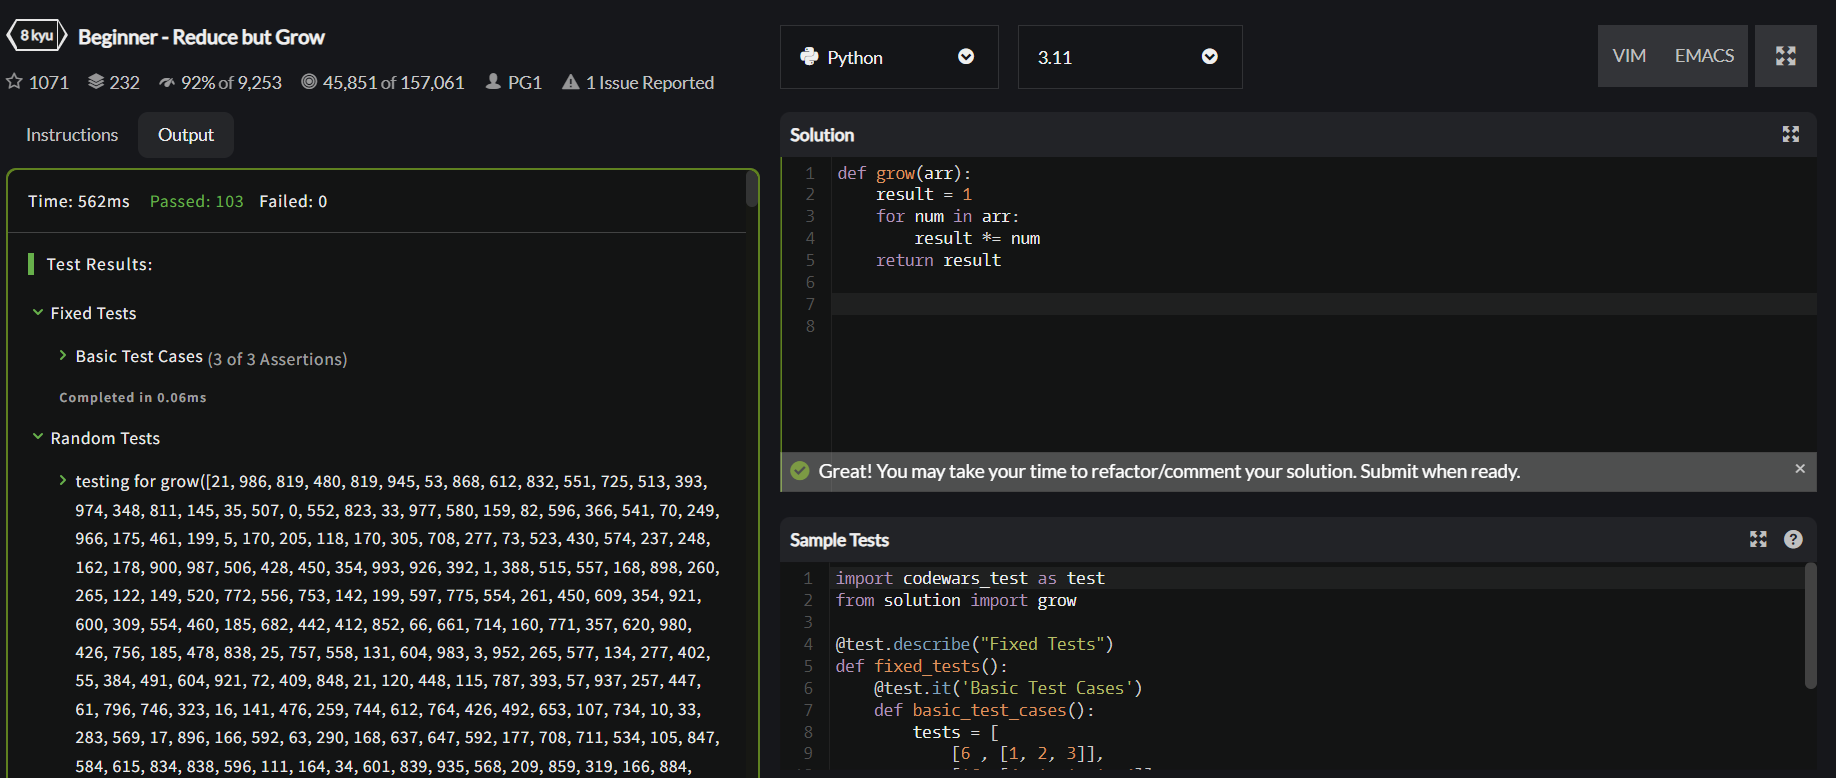 8 kyu Beginner - Reduce but Grow
1071 232 92% of 9,253 45,851 of 157,061 PG1 1 Issue Reported
Instructions Output
Time: 562ms Passed: 103 Failed: 0
Test Results:
Fixed Tests
Basic Test Cases (3 of 3 Assertions)
Completed in 0.06ms
Random Tests
testing for grow([21, 986, 819, 480, 819, 945, 53, 868, 612, 832, 551, 725, 513, 393,
974, 348, 811, 145, 35, 507, 0, 552, 823, 33, 977, 580, 159, 82, 596, 366, 541, 70, 249,
966, 175, 461, 199, 5, 170, 205, 118, 170, 305, 708, 277, 73, 523, 430, 574, 237, 248,
162, 178, 900, 987, 506, 428, 450, 354, 993, 926, 392, 1, 388, 515, 557, 168, 898, 260,
265, 122, 149, 520, 772, 556, 753, 142, 199, 597, 775, 554, 261, 450, 609, 354, 921,
600, 309, 554, 460, 185, 682, 442, 412, 852, 66, 661, 714, 160, 771, 357, 620, 980,
426, 756, 185, 478, 838, 25, 757, 558, 131, 604, 983, 3, 952, 265, 577, 134, 277, 402,
55, 384, 491, 604, 921, 72, 409, 848, 21, 120, 448, 115, 787, 393, 57, 937, 257, 447,
61, 796, 746, 323, 16, 141, 476, 259, 744, 612, 764, 426, 492, 653, 107, 734, 10, 33,
283, 569, 17, 896, 166, 592, 63, 290, 168, 637, 647, 592, 177, 708, 711, 534, 105, 847,
584, 615, 834, 838, 596, 111, 164, 34, 601, 839, 935, 568, 209, 859, 319, 166, 884,
Python 3.11 VIM EMACS
Solution
1 def grow(arr):
2 result = 1
3 for num in arr:
4 result *= num
5 return result
6
7
8
Great! You may take your time to refactor/comment your solution. Submit when ready. ×
Sample Tests ?
1 import codewars_test as test
2 from solution import grow
3
4 @test.describe("Fixed Tests")
5 def fixed_tests():
6 @test.it('Basic Test Cases')
7 def basic_test_cases():
8 tests = [
9 [6 , [1, 2, 3]],